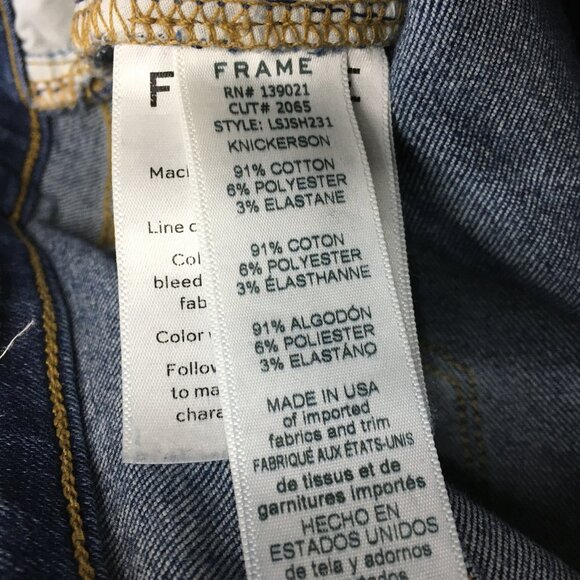 FRAME
RN# 139021
CUT# 2065
STYLE: LSJSH231
KNICKERSON
91% COTTON
6% POLYESTER
3% ELASTANE
91% COTON
6% POLYESTER
3% ÉLASTHANNE
91% ALGODÓN
6% POLIESTER
3% ELASTÁNO
MADE IN USA
of imported
fabrics and trim
FABRIQUÉ AUX ÉTATS-UNIS
de tissus et de
garnitures importés
HECHO EN
ESTADOS UNIDOS
de tela y adornos
F E
Line
bleed
fab
Color
Follow
to ma
chara